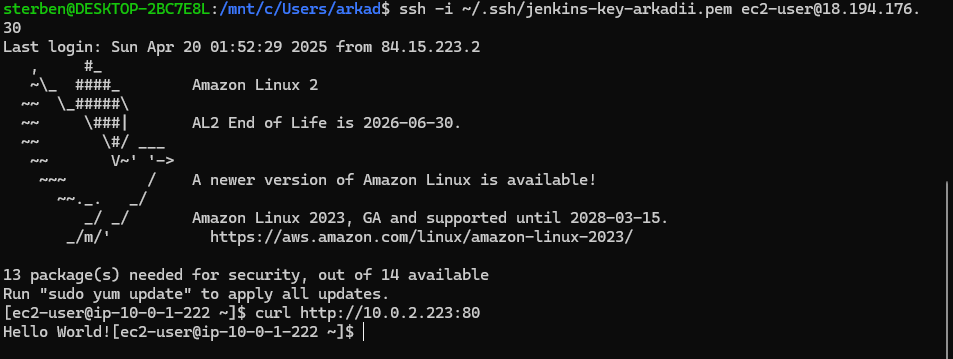 sterben@DESKTOP-2BC7E8L:/mnt/c/Users/arkad$ ssh -i ~/.ssh/jenkins-key-arkadii.pem ec2-user@18.194.176.
30
Last login: Sun Apr 20 01:52:29 2025 from 84.15.223.2
   ,     #_
   ~\_  ####_        Amazon Linux 2
  ~~  \_#####\
  ~~     \###|       AL2 End of Life is 2026-06-30.
  ~~       \#/ ___
   ~~       V~' '->
    ~~~         /    A newer version of Amazon Linux is available!
      ~~._.   _/
         _/ _/       Amazon Linux 2023, GA and supported until 2028-03-15.
       _/m/'           https://aws.amazon.com/linux/amazon-linux-2023/
13 package(s) needed for security, out of 14 available
Run "sudo yum update" to apply all updates.
[ec2-user@ip-10-0-1-222 ~]$ curl http://10.0.2.223:80
Hello World![ec2-user@ip-10-0-1-222 ~]$